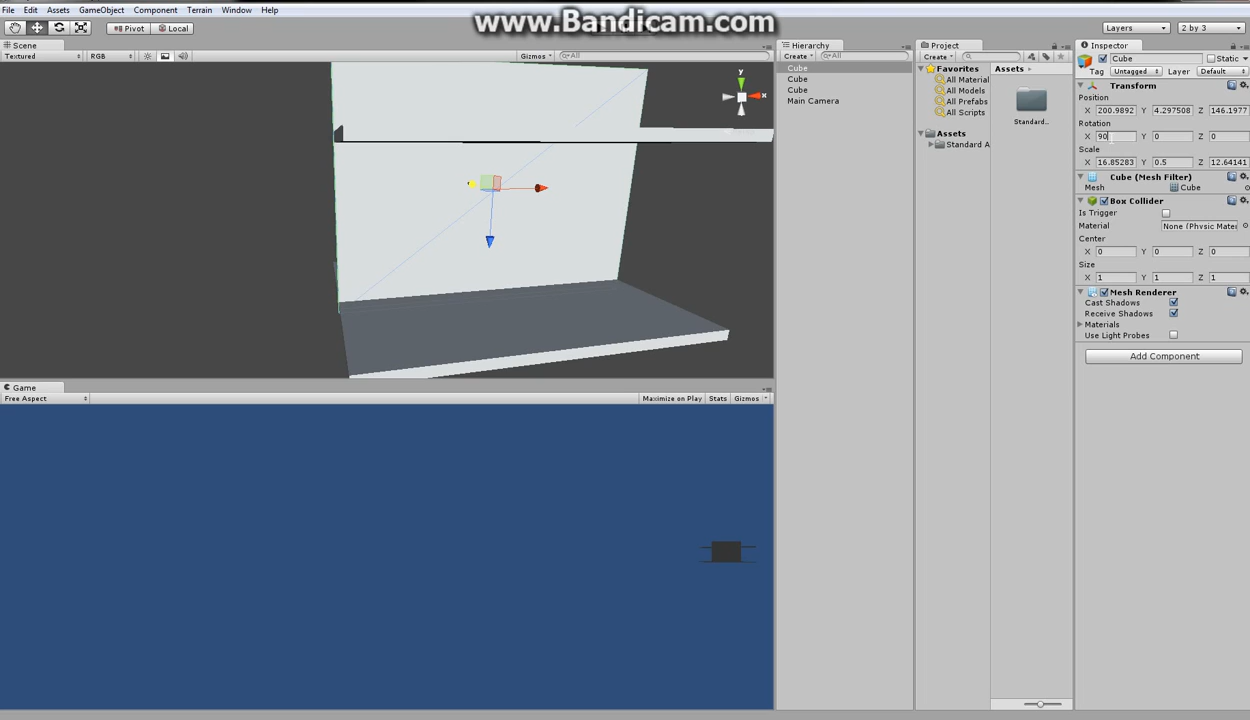 www.Bandicam.com
File Edit Assets GameObject Component Terrain Window Help
Pivot Local Layers 2 by 3
Scene
Textured RGB Gizmos All
y
x
Game
Free Aspect Maximize on Play Stats Gizmos
Hierarchy
Create All
Cube
Cube
Cube
Main Camera
Project
Create
Favorites
All Material
All Models
All Prefabs
All Scripts
Assets
Standard A
Assets
Standard...
Inspector
Cube Static
Tag Untagged Layer Default
Transform
Position
X 200.9892 Y 4.297508 Z 146.1977
Rotation
X 90 Y 0 Z 0
Scale
X 16.85283 Y 0.5 Z 12.64141
Cube (Mesh Filter)
Mesh Cube
Box Collider
Is Trigger
Material None (Physic Mater
Center
X 0 Y 0 Z 0
Size
X 1 Y 1 Z 1
Mesh Renderer
Cast Shadows
Receive Shadows
Materials
Use Light Probes
Add Component